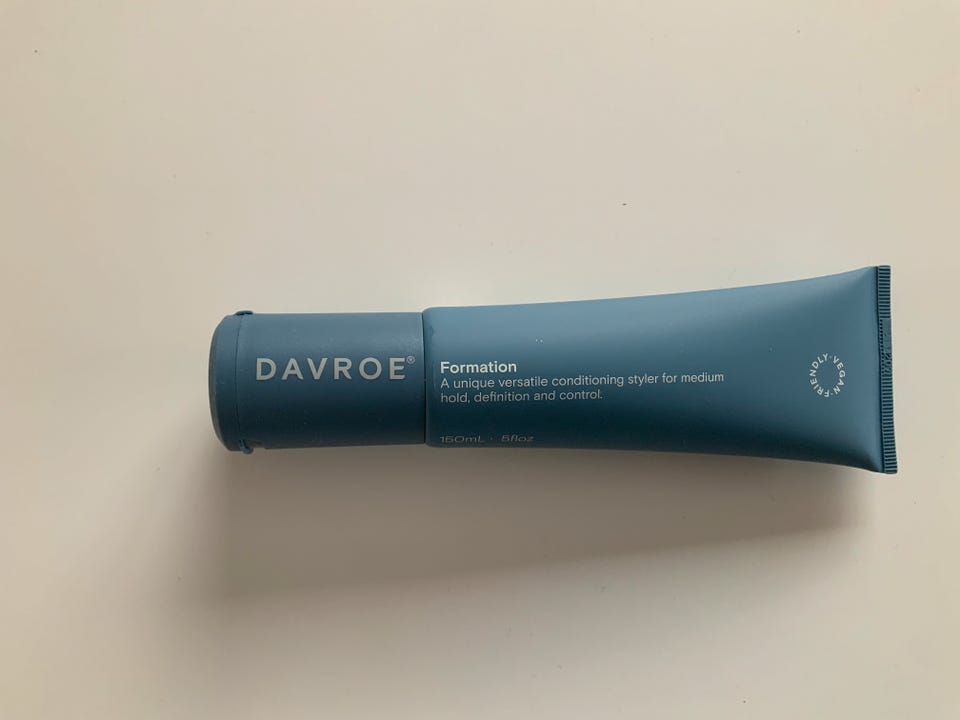 DAVROE®
Formation
A unique versatile conditioning styler for medium
hold, definition and control.
150mL · 5floz
VEGAN · FRIENDLY ·